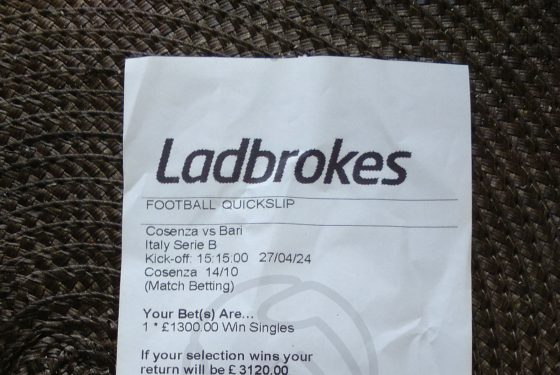 Ladbrokes
FOOTBALL QUICKSLIP
Cosenza vs Bari
Italy Serie B
Kick-off: 15:15:00 27/04/24
Cosenza 14/10
(Match Betting)
Your Bet(s) Are...
1 * £1300.00 Win Singles
If your selection wins your
return will be £ 3120.00